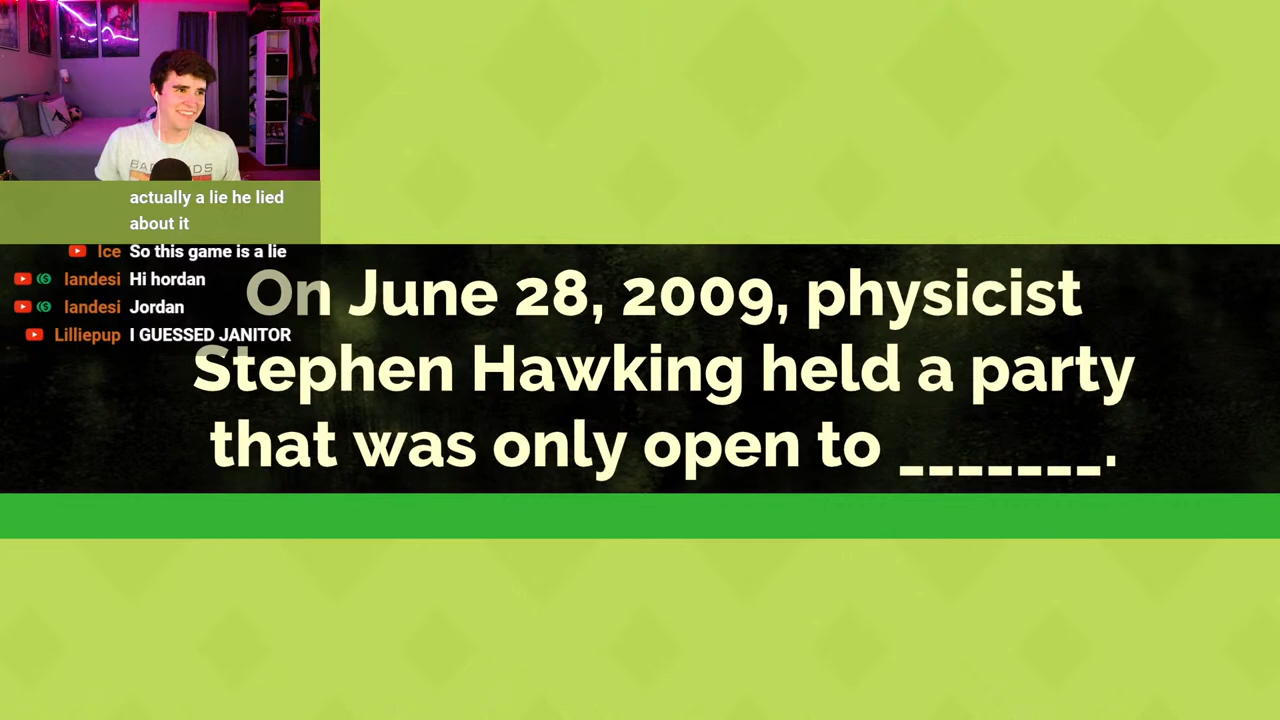 actually a lie he lied
about it
Ice So this game is a lie
landesi Hi hordan
landesi Jordan
Lilliepup I GUESSED JANITOR
On June 28, 2009, physicist
Stephen Hawking held a party
that was only open to _______.